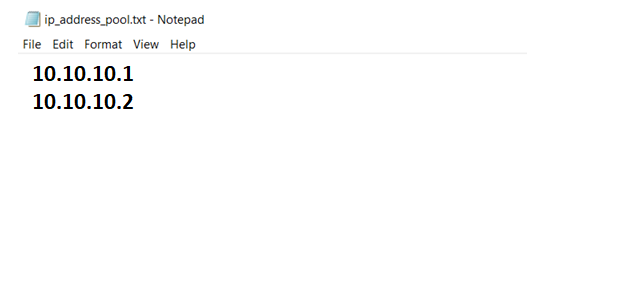 ip_address_pool.txt - Notepad
File Edit Format View Help
10.10.10.1
10.10.10.2